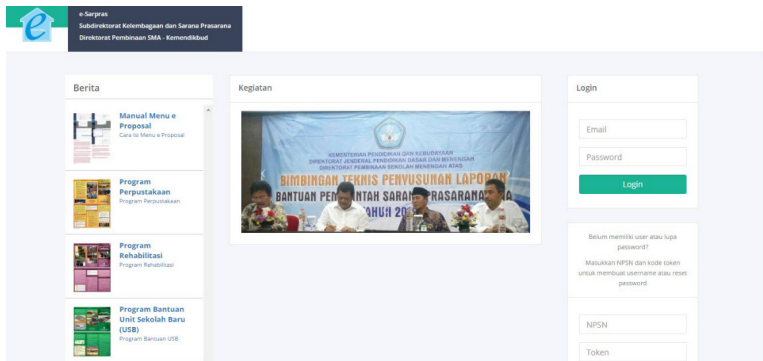 e
e-Sarpras
Subdirektorat Kelembagaan dan Sarana Prasarana
Direktorat Pembinaan SMA - Kemendikbud
Berita
Manual Menu e
Proposal
Cara Isi Menu e Proposal
Program
Perpustakaan
Program Perpustakaan
Program
Rehabilitasi
Program Rehabilitasi
Program Bantuan
Unit Sekolah Baru
(USB)
Program Bantuan USB
Kegiatan
KEMENTERIAN PENDIDIKAN DAN KEBUDAYAAN
DIREKTORAT JENDERAL PENDIDIKAN DASAR DAN MENENGAH
DIREKTORAT PEMBINAAN SEKOLAH MENENGAH ATAS
BIMBINGAN TEKNIS PENYUSUNAN LAPORAN
BANTUAN
Login
Email
Password
Login
Belum memiliki user atau lupa
password?
Masukkan NPSN dan kode token
untuk membuat username atau reset
password
NPSN
Token